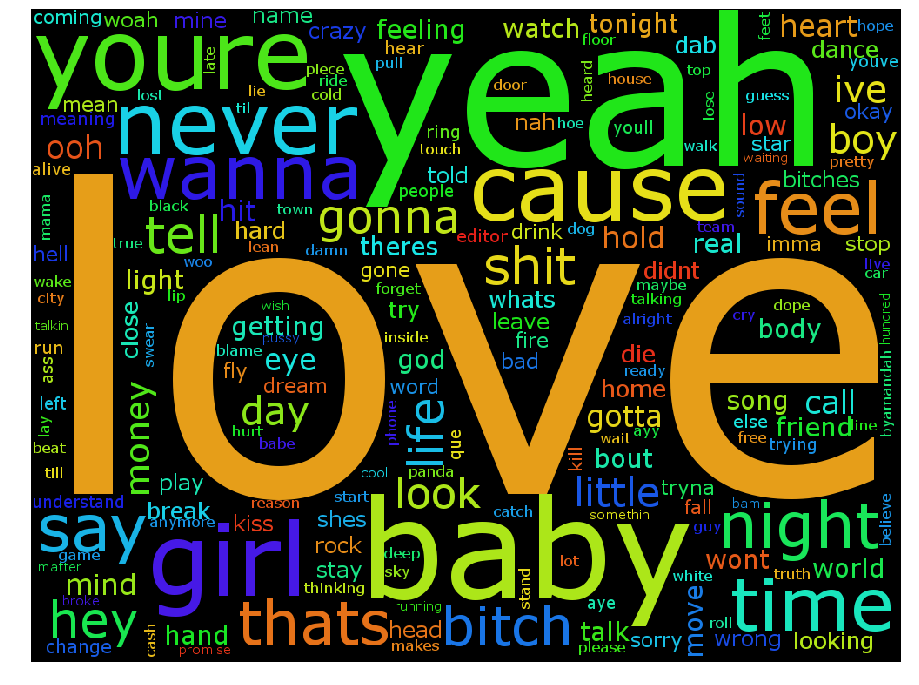 coming woah mine name
crazy feeling watch tonight heart feet hope
youre yeah
late hear floor dab dance
pull youve
piece ride cold door house heard top
lost lie til lose guess ive
mean never ring nah hoe youll low okay
meaning touch walk star boy
ooh wanna cause waiting pretty
alive told sound bitches
people feel
mama black hit town gonna drink dog hold team
true tell hard editor real imma stop
hell lean damn theres shit live
woo gone didnt car
wake light forget whats maybe
city lip wish try leave talking dope
love
talkin close getting inside fire alright cry body hundred
run swear blame pussy eye god bad die byamandah
ass fly dream word ready
left home song call
lay day phone life gotta else friend line
money hurt que wail ayy free trying
beat babe bout
till cool panda kill
play look little tryna
understand reason start catch somethin fall bam
say break anymore kiss shes baby guy night believe
game girl rock deep lot wont
matter stay sky white truth world
mind thinking stand
broke running aye move time
hey cash hand thats head bitch talk sorry roll wrong looking
change promise makes please